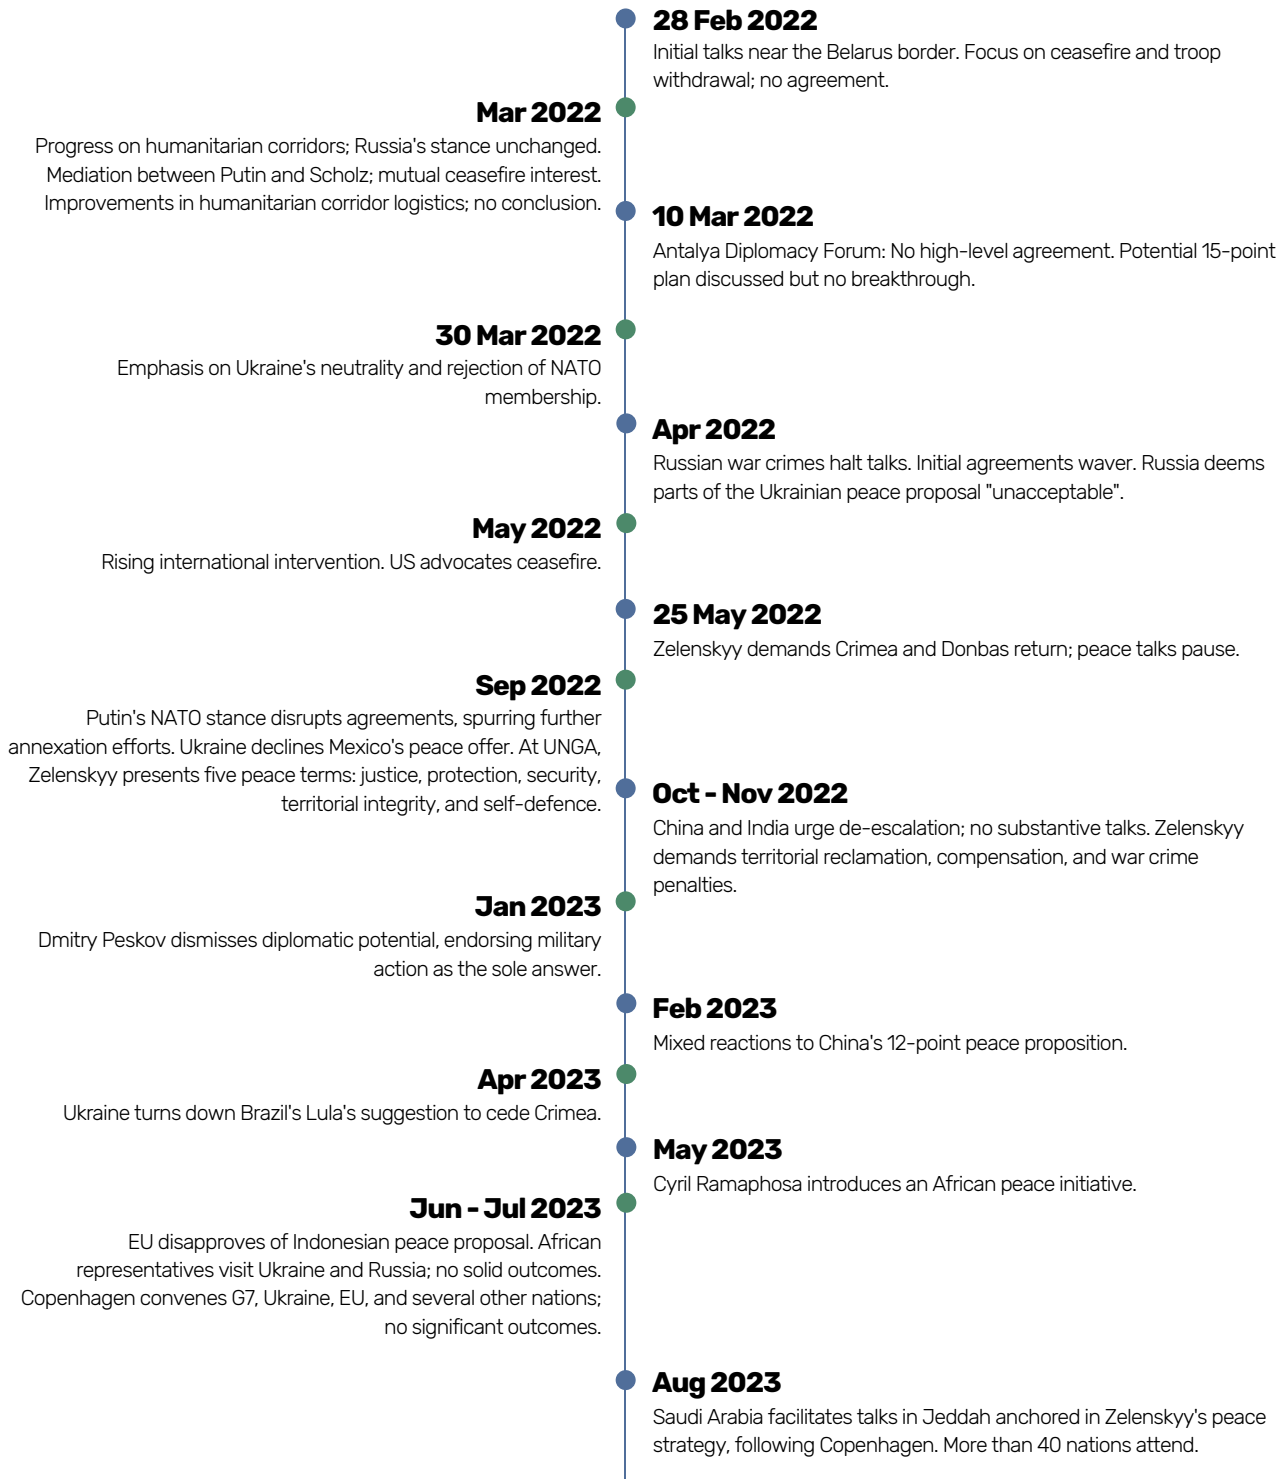 28 Feb 2022
Initial talks near the Belarus border. Focus on ceasefire and troop
withdrawal; no agreement.
Mar 2022
Progress on humanitarian corridors; Russia's stance unchanged.
Mediation between Putin and Scholz; mutual ceasefire interest.
Improvements in humanitarian corridor logistics; no conclusion.
10 Mar 2022
Antalya Diplomacy Forum: No high-level agreement. Potential 15-point
plan discussed but no breakthrough.
30 Mar 2022
Emphasis on Ukraine's neutrality and rejection of NATO
membership.
Apr 2022
Russian war crimes halt talks. Initial agreements waver. Russia deems
parts of the Ukrainian peace proposal "unacceptable".
May 2022
Rising international intervention. US advocates ceasefire.
25 May 2022
Zelenskyy demands Crimea and Donbas return; peace talks pause.
Sep 2022
Putin's NATO stance disrupts agreements, spurring further
annexation efforts. Ukraine declines Mexico's peace offer. At UNGA,
Zelenskyy presents five peace terms: justice, protection, security,
territorial integrity, and self-defence.
Oct - Nov 2022
China and India urge de-escalation; no substantive talks. Zelenskyy
demands territorial reclamation, compensation, and war crime
penalties.
Jan 2023
Dmitry Peskov dismisses diplomatic potential, endorsing military
action as the sole answer.
Feb 2023
Mixed reactions to China's 12-point peace proposition.
Apr 2023
Ukraine turns down Brazil's Lula's suggestion to cede Crimea.
May 2023
Cyril Ramaphosa introduces an African peace initiative.
Jun - Jul 2023
EU disapproves of Indonesian peace proposal. African
representatives visit Ukraine and Russia; no solid outcomes.
Copenhagen convenes G7, Ukraine, EU, and several other nations;
no significant outcomes.
Aug 2023
Saudi Arabia facilitates talks in Jeddah anchored in Zelenskyy's peace
strategy, following Copenhagen. More than 40 nations attend.